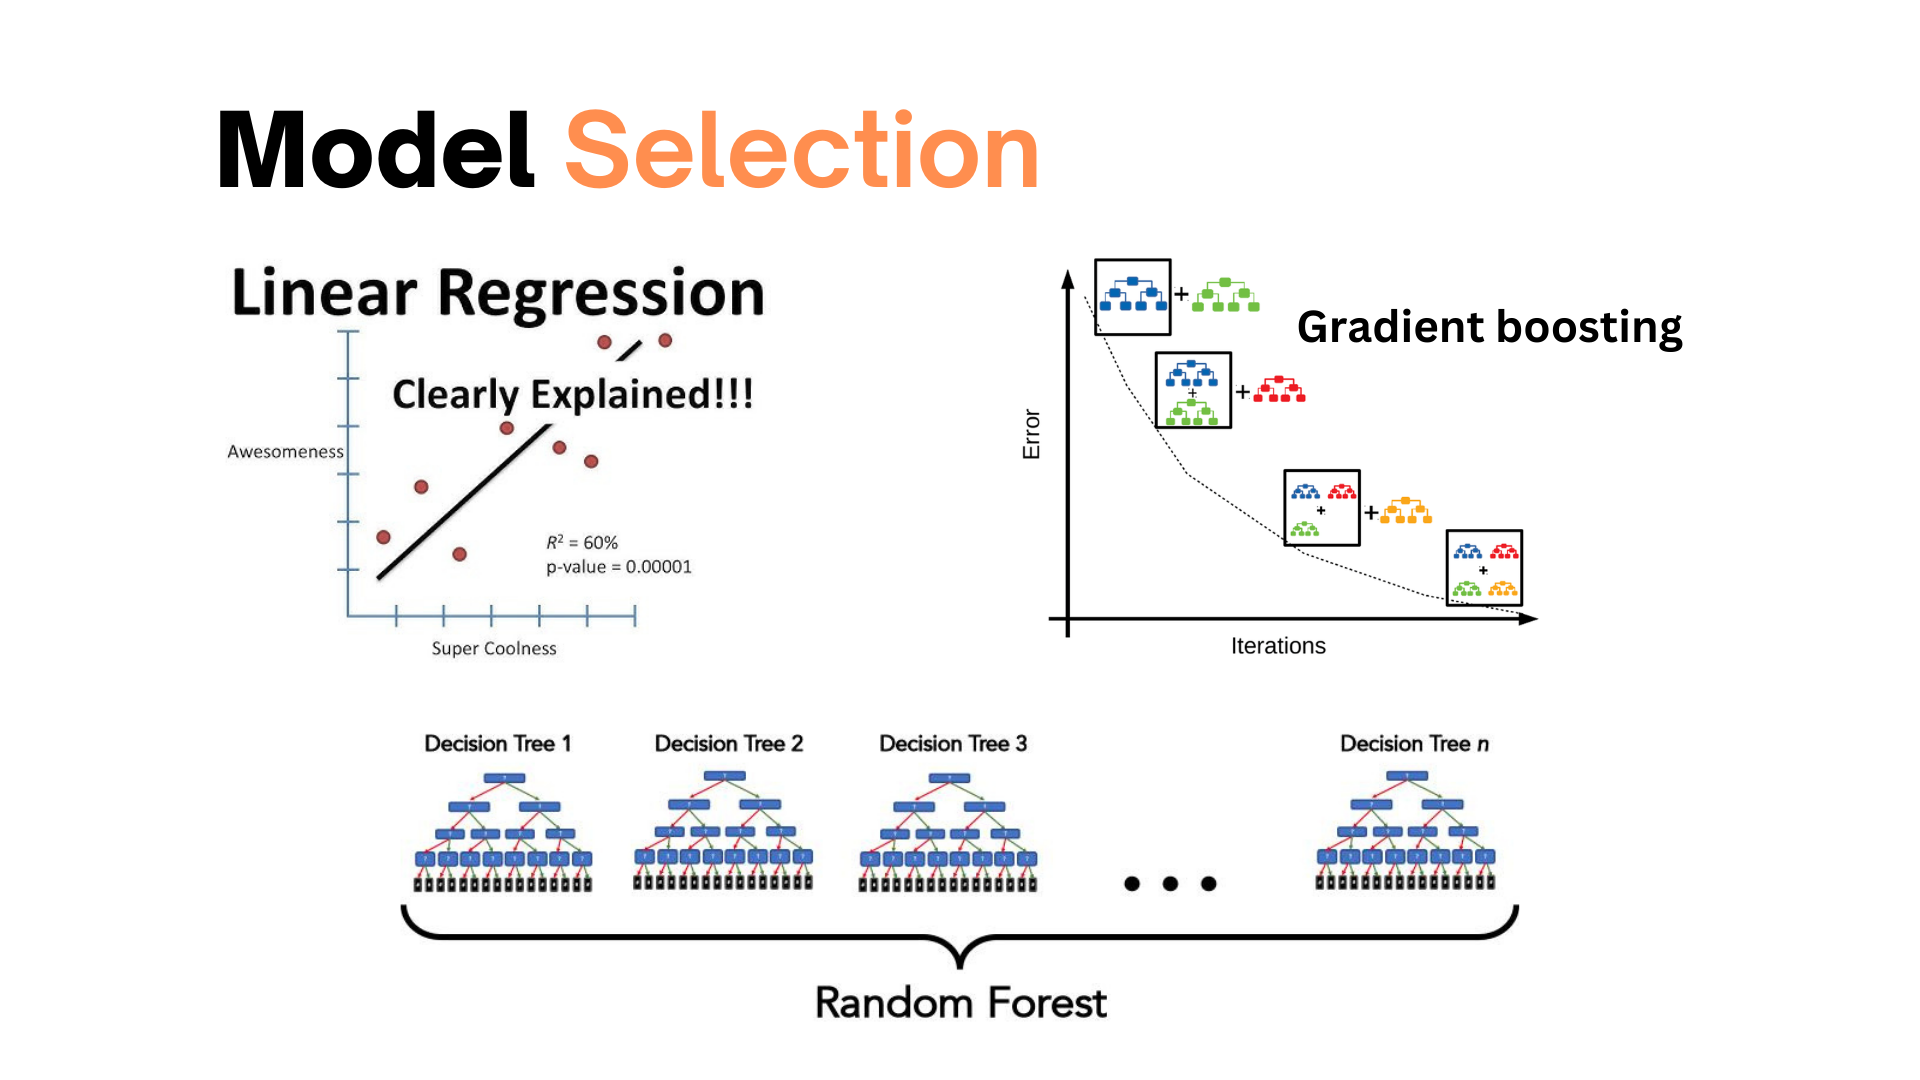 Model Selection
Linear Regression
Clearly Explained!!!
Awesomeness
R² = 60%
p-value = 0.00001
Super Coolness
Gradient boosting
+
+
+
+
+
+
Error
Iterations
Decision Tree 1
Decision Tree 2
Decision Tree 3
Decision Tree n
Random Forest